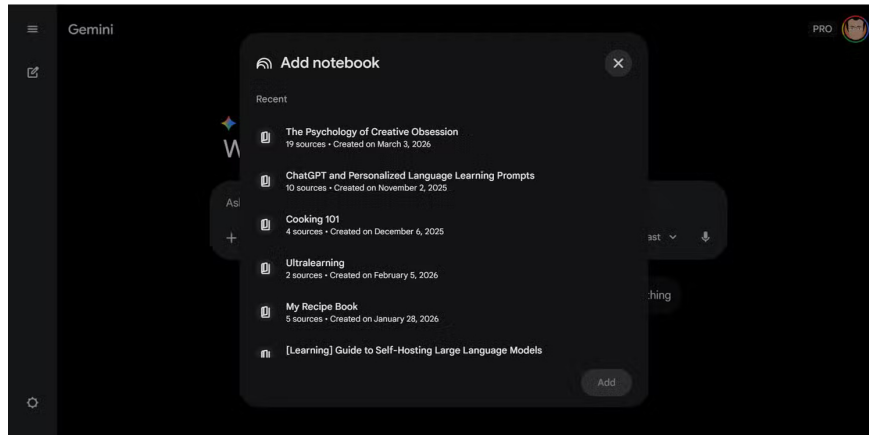 Gemini
PRO
Add notebook
Recent
The Psychology of Creative Obsession
19 sources • Created on March 3, 2026
ChatGPT and Personalized Language Learning Prompts
10 sources • Created on November 2, 2025
Cooking 101
4 sources • Created on December 6, 2025
Ultralearning
2 sources • Created on February 5, 2026
My Recipe Book
5 sources • Created on January 28, 2026
[Learning] Guide to Self-Hosting Large Language Models
Add